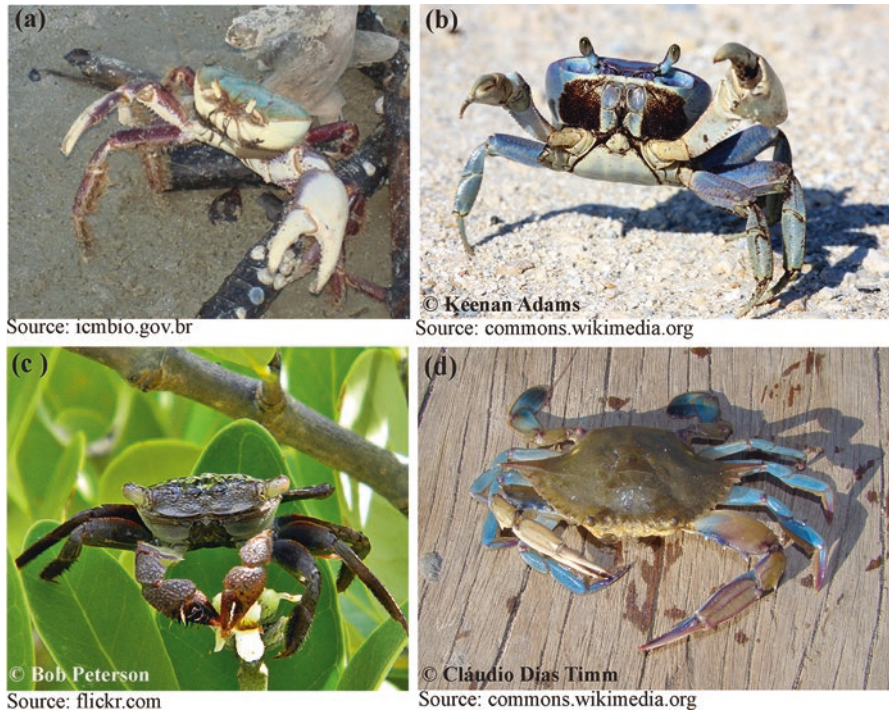 (a)
(b)
© Keenan Adams
Source: icmbio.gov.br
Source: commons.wikimedia.org
(c )
(d)
© Bob Peterson
© Cláudio Dias Timm
Source: flickr.com
Source: commons.wikimedia.org